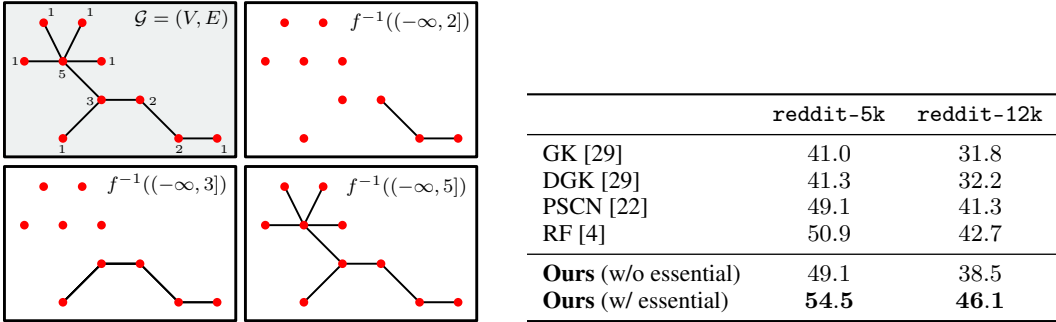 𝒢 = (V, E)
1 1
1 5 1
3 2
1 2 1
f⁻¹((−∞, 2])
f⁻¹((−∞, 3])
f⁻¹((−∞, 5])
reddit-5k reddit-12k
GK [29] 41.0 31.8
DGK [29] 41.3 32.2
PSCN [22] 49.1 41.3
RF [4] 50.9 42.7
Ours (w/o essential) 49.1 38.5
Ours (w/ essential) 54.5 46.1